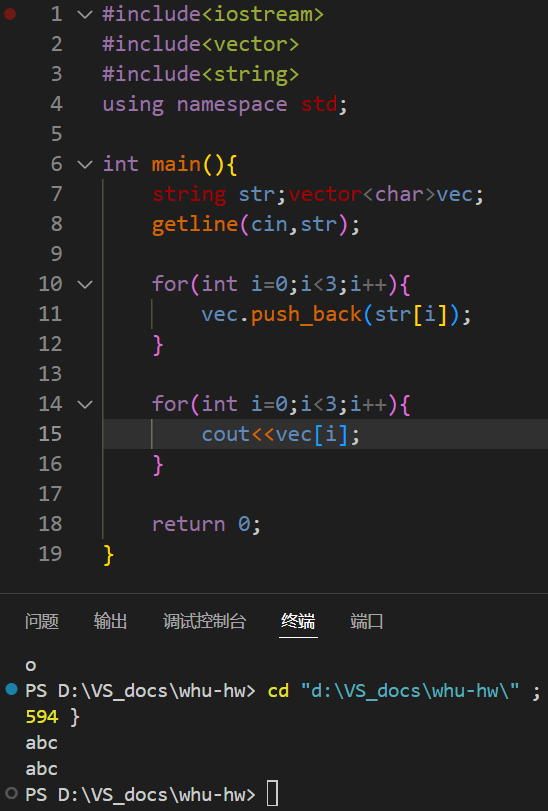 1 #include<iostream>
2 #include<vector>
3 #include<string>
4 using namespace std;
5
6 int main(){
7 string str;vector<char>vec;
8 getline(cin,str);
9
10 for(int i=0;i<3;i++){
11 vec.push_back(str[i]);
12 }
13
14 for(int i=0;i<3;i++){
15 cout<<vec[i];
16 }
17
18 return 0;
19 }
问题 输出 调试控制台 终端 端口
o
PS D:\VS_docs\whu-hw> cd "d:\VS_docs\whu-hw\" ;
594 }
abc
abc
PS D:\VS_docs\whu-hw>